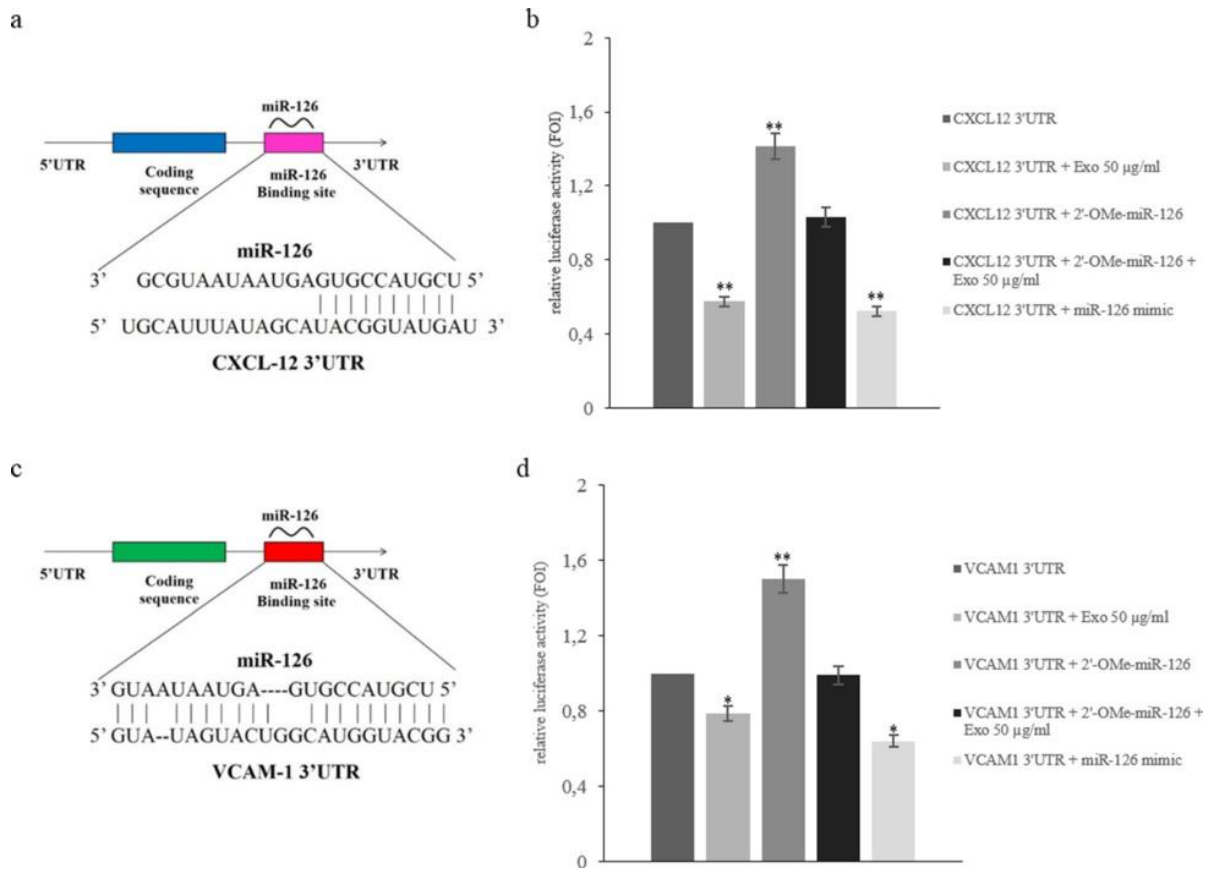 a
miR-126
5'UTR
Coding
sequence
miR-126
Binding site
3'UTR
miR-126
3' GCGUAAUAAUGAGUGCCAUGCU 5'
5' UGCAUUUAUAGCAUACGGUAUGAU 3'
CXCL-12 3'UTR
b
relative luciferase activity (FOI)
2
1,6
1,2
0,8
0,4
0
**
**
**
CXCL12 3'UTR
CXCL12 3'UTR + Exo 50 µg/ml
CXCL12 3'UTR + 2'-OMe-miR-126
CXCL12 3'UTR + 2'-OMe-miR-126 +
Exo 50 µg/ml
CXCL12 3'UTR + miR-126 mimic
c
miR-126
5'UTR
Coding
sequence
miR-126
Binding site
3'UTR
miR-126
3' GUAAUAAUGA----GUGCCAUGCU 5'
5' GUA--UAGUACUGGCAUGGUACGG 3'
VCAM-1 3'UTR
d
relative luciferase activity (FOI)
2
1,6
1,2
0,8
0,4
0
*
**
*
VCAM1 3'UTR
VCAM1 3'UTR + Exo 50 µg/ml
VCAM1 3'UTR + 2'-OMe-miR-126
VCAM1 3'UTR + 2'-OMe-miR-126 +
Exo 50 µg/ml
VCAM1 3'UTR + miR-126 mimic